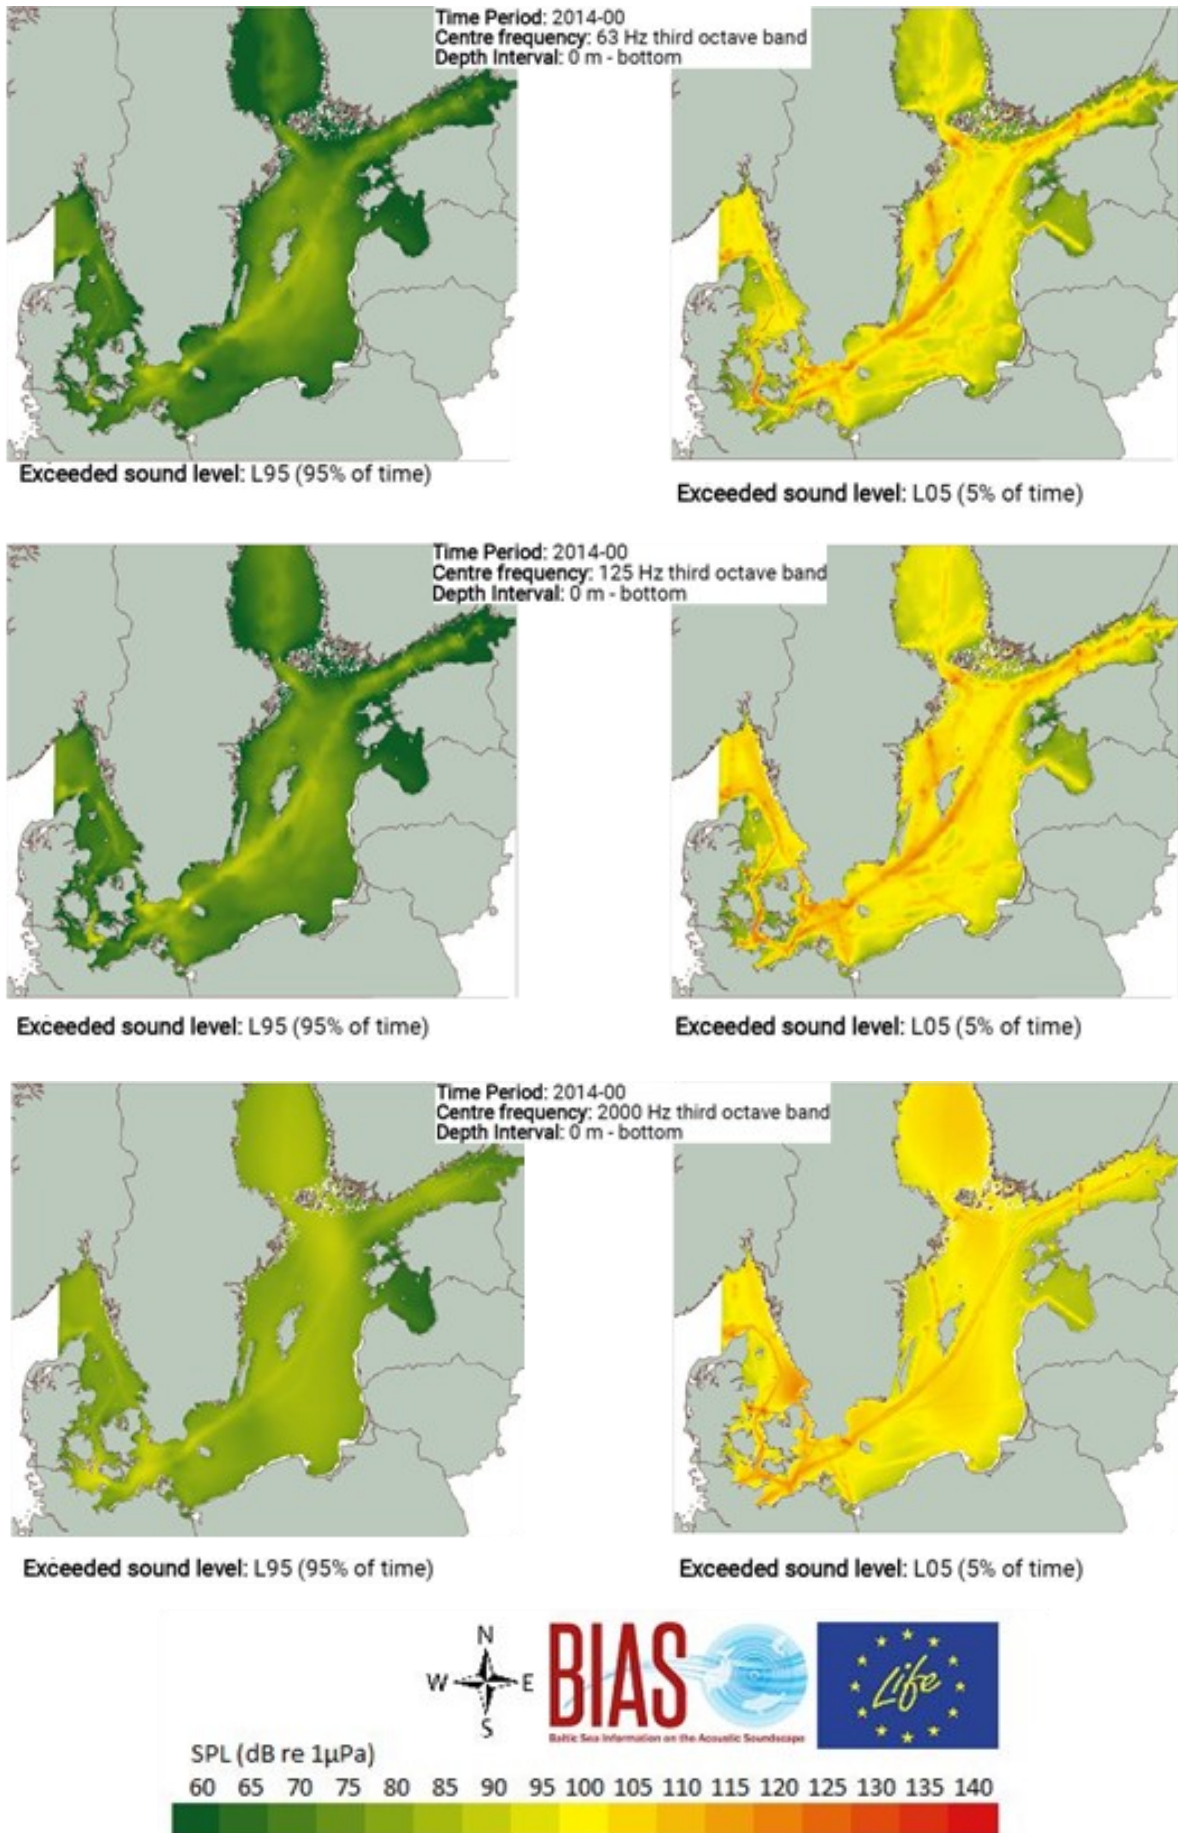 Time Period: 2014-00
Centre frequency: 63 Hz third octave band
Depth Interval: 0 m - bottom
Exceeded sound level: L95 (95% of time)
Exceeded sound level: L05 (5% of time)
Time Period: 2014-00
Centre frequency: 125 Hz third octave band
Depth Interval: 0 m - bottom
Exceeded sound level: L95 (95% of time)
Exceeded sound level: L05 (5% of time)
Time Period: 2014-00
Centre frequency: 2000 Hz third octave band
Depth Interval: 0 m - bottom
Exceeded sound level: L95 (95% of time)
Exceeded sound level: L05 (5% of time)
N
W E
S
BIAS
Baltic Sea Information on the Acoustic Soundscape
Life
SPL (dB re 1μPa)
60 65 70 75 80 85 90 95 100 105 110 115 120 125 130 135 140